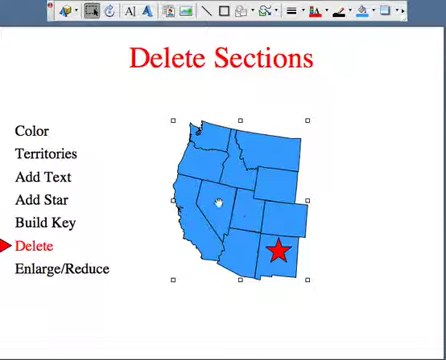 Delete Sections
Color
Territories
Add Text
Add Star
Build Key
Delete
Enlarge/Reduce